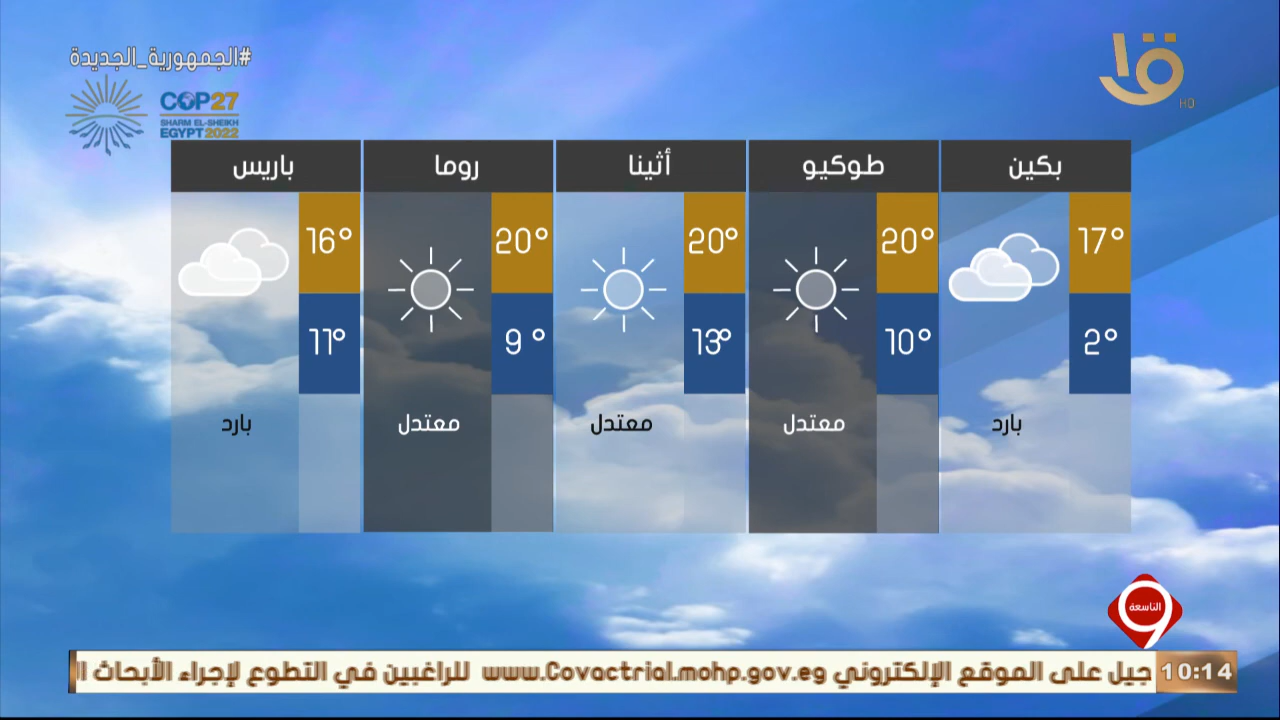 #الجمهورية_الجديدة
COP27
SHARM EL-SHEIKH
EGYPT 2022
HD
بكين
17°
2°
بارد
طوكيو
20°
10°
معتدل
أثينا
20°
13°
معتدل
روما
20°
9°
معتدل
باريس
16°
11°
بارد
التاسعة
9
10:14
جيل على الموقع الإلكتروني www.Covactrial.mohp.gov.eg للراغبين في التطوع لإجراء الأبحاث